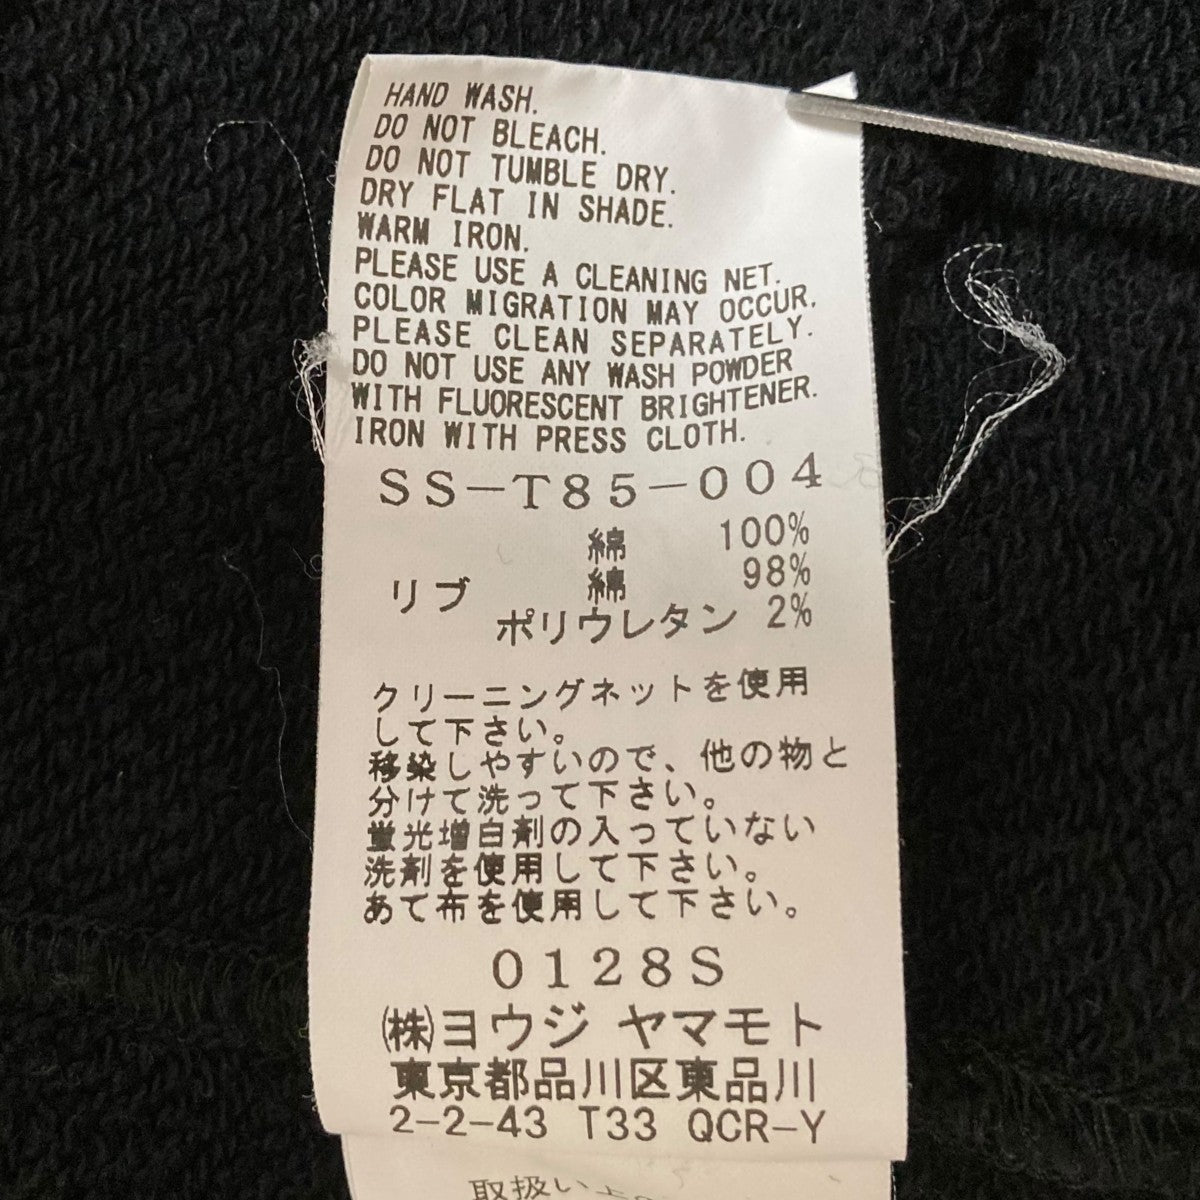 HAND WASH.
DO NOT BLEACH.
DO NOT TUMBLE DRY.
DRY FLAT IN SHADE.
WARM IRON.
PLEASE USE A CLEANING NET.
COLOR MIGRATION MAY OCCUR.
PLEASE CLEAN SEPARATELY.
DO NOT USE ANY WASH POWDER
WITH FLUORESCENT BRIGHTENER.
IRON WITH PRESS CLOTH.
SS-T85-004
綿 100%
リブ 綿 98%
ポリウレタン 2%
クリーニングネットを使用
して下さい。
移染しやすいので、他の物と
分けて洗って下さい。
蛍光増白剤の入っていない
洗剤を使用して下さい。
あて布を使用して下さい。
0128S
(株)ヨウジ ヤマモト
東京都品川区東品川
2-2-43 T33 QCR-Y
取扱い上の